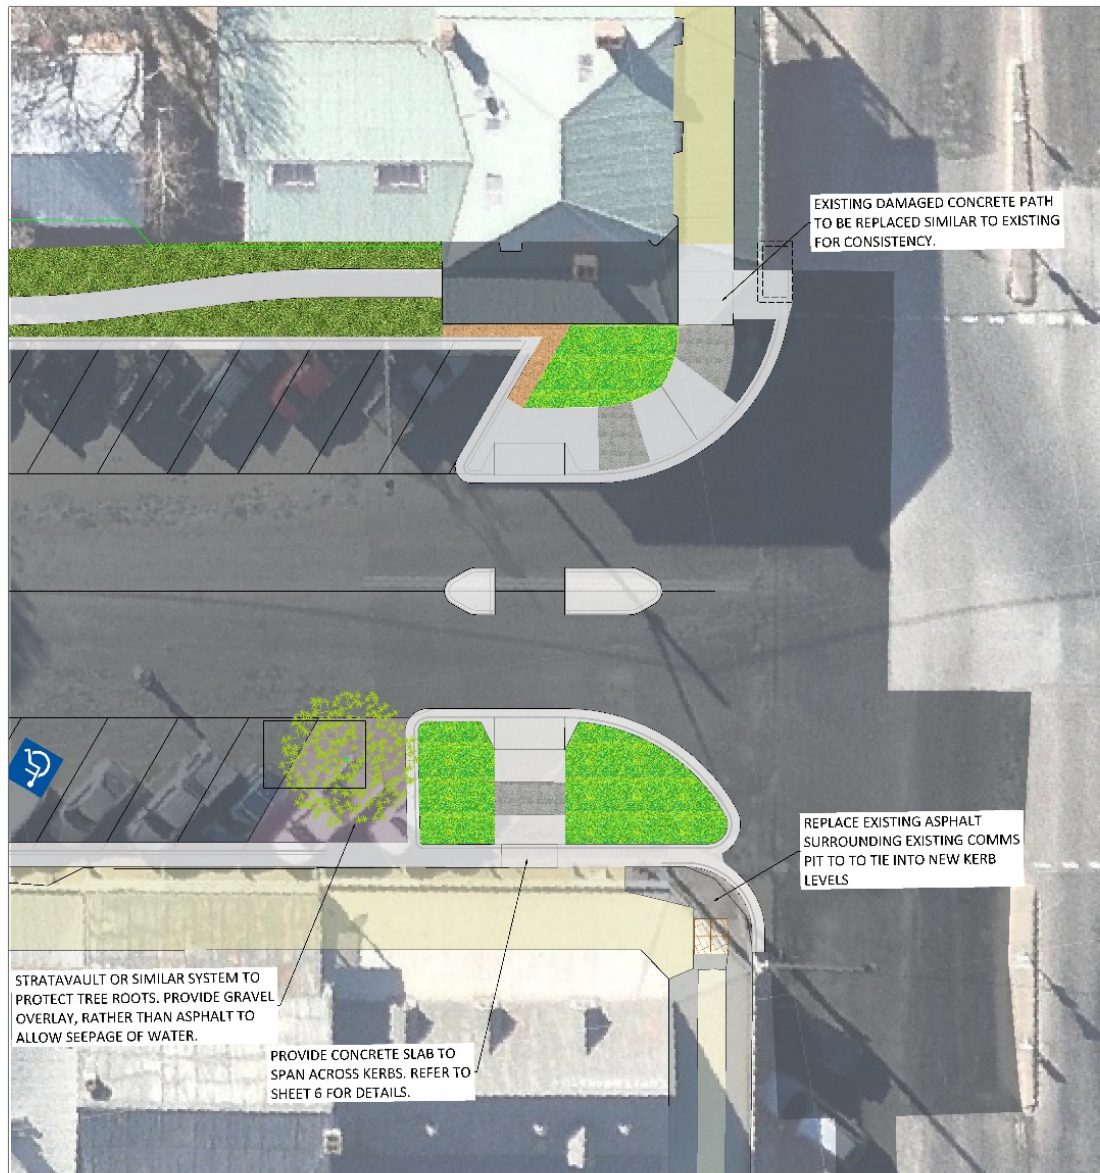 EXISTING DAMAGED CONCRETE PATH
TO BE REPLACED SIMILAR TO EXISTING
FOR CONSISTENCY.
REPLACE EXISTING ASPHALT
SURROUNDING EXISTING COMMS
PIT TO TO TIE INTO NEW KERB
LEVELS
STRATAVAULT OR SIMILAR SYSTEM TO
PROTECT TREE ROOTS. PROVIDE GRAVEL
OVERLAY, RATHER THAN ASPHALT TO
ALLOW SEEPAGE OF WATER.
PROVIDE CONCRETE SLAB TO
SPAN ACROSS KERBS. REFER TO
SHEET 6 FOR DETAILS.